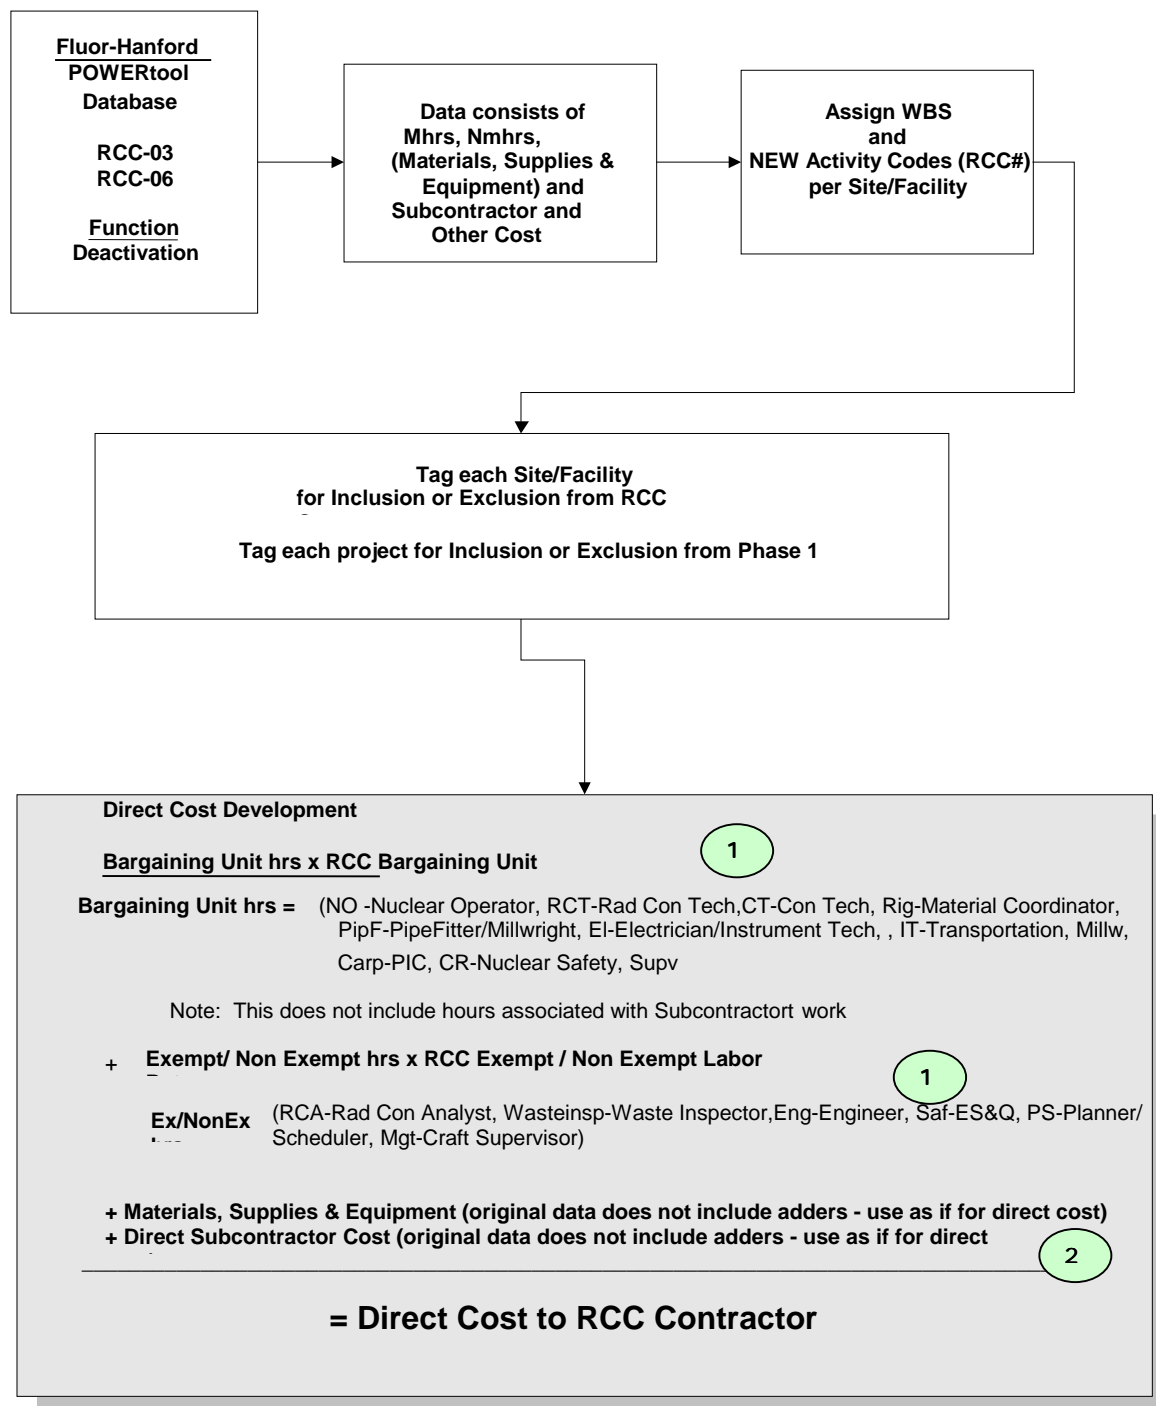 Fluor-Hanford
POWERtool
Database
RCC-03
RCC-06
Function
Deactivation
Data consists of
Mhrs, Nmhrs,
(Materials, Supplies &
Equipment) and
Subcontractor and
Other Cost
Assign WBS
and
NEW Activity Codes (RCC#)
per Site/Facility
Tag each Site/Facility
for Inclusion or Exclusion from RCC
Tag each project for Inclusion or Exclusion from Phase 1
Direct Cost Development
1
Bargaining Unit hrs x RCC Bargaining Unit
Bargaining Unit hrs = (NO -Nuclear Operator, RCT-Rad Con Tech,CT-Con Tech, Rig-Material Coordinator,
PipF-PipeFitter/Millwright, El-Electrician/Instrument Tech, , IT-Transportation, Millw,
Carp-PIC, CR-Nuclear Safety, Supv
Note: This does not include hours associated with Subcontractort work
+ Exempt/ Non Exempt hrs x RCC Exempt / Non Exempt Labor
1
Ex/NonEx (RCA-Rad Con Analyst, Wasteinsp-Waste Inspector,Eng-Engineer, Saf-ES&Q, PS-Planner/
Scheduler, Mgt-Craft Supervisor)
+ Materials, Supplies & Equipment (original data does not include adders - use as if for direct cost)
+ Direct Subcontractor Cost (original data does not include adders - use as if for direct
2
= Direct Cost to RCC Contractor